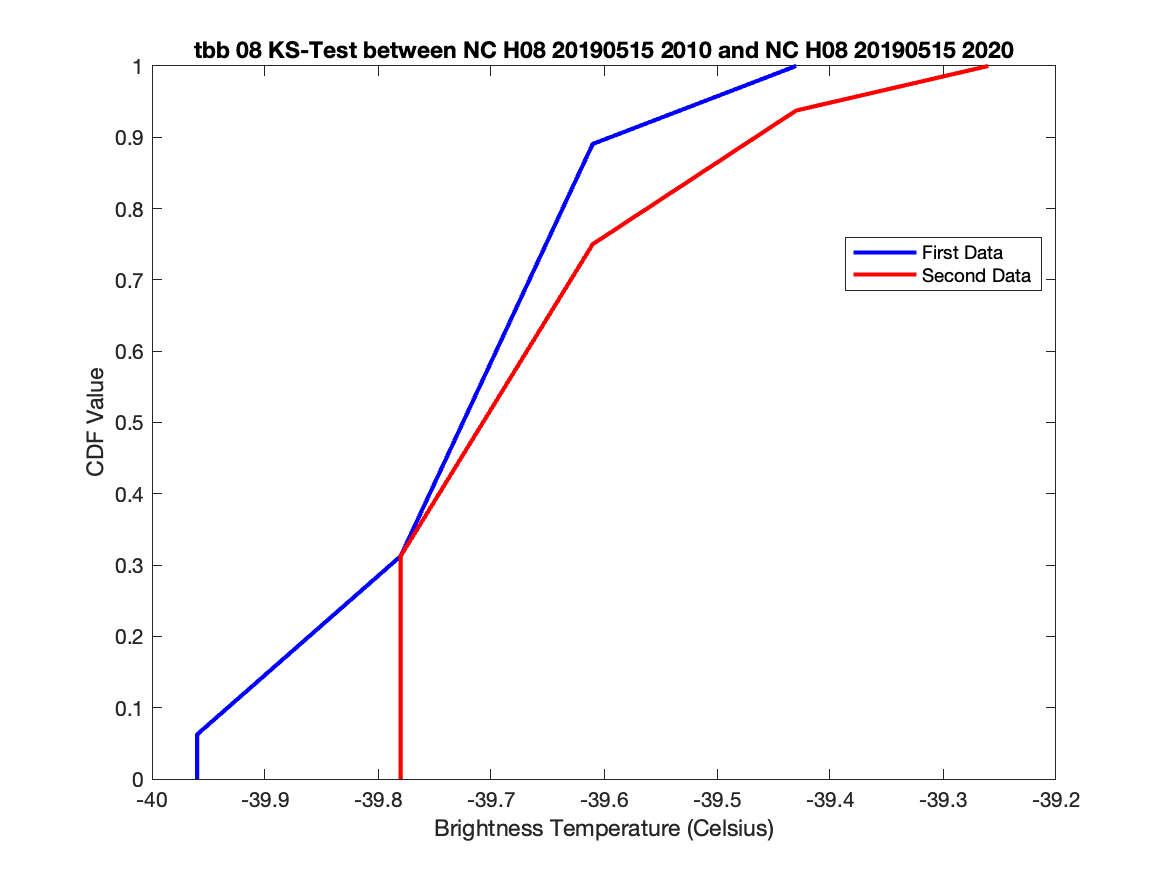 tbb 08 KS-Test between NC H08 20190515 2010 and NC H08 20190515 2020
1
0.9
0.8
0.7
0.6
0.5
0.4
0.3
0.2
0.1
0
CDF Value
First Data
Second Data
-40 -39.9 -39.8 -39.7 -39.6 -39.5 -39.4 -39.3 -39.2
Brightness Temperature (Celsius)